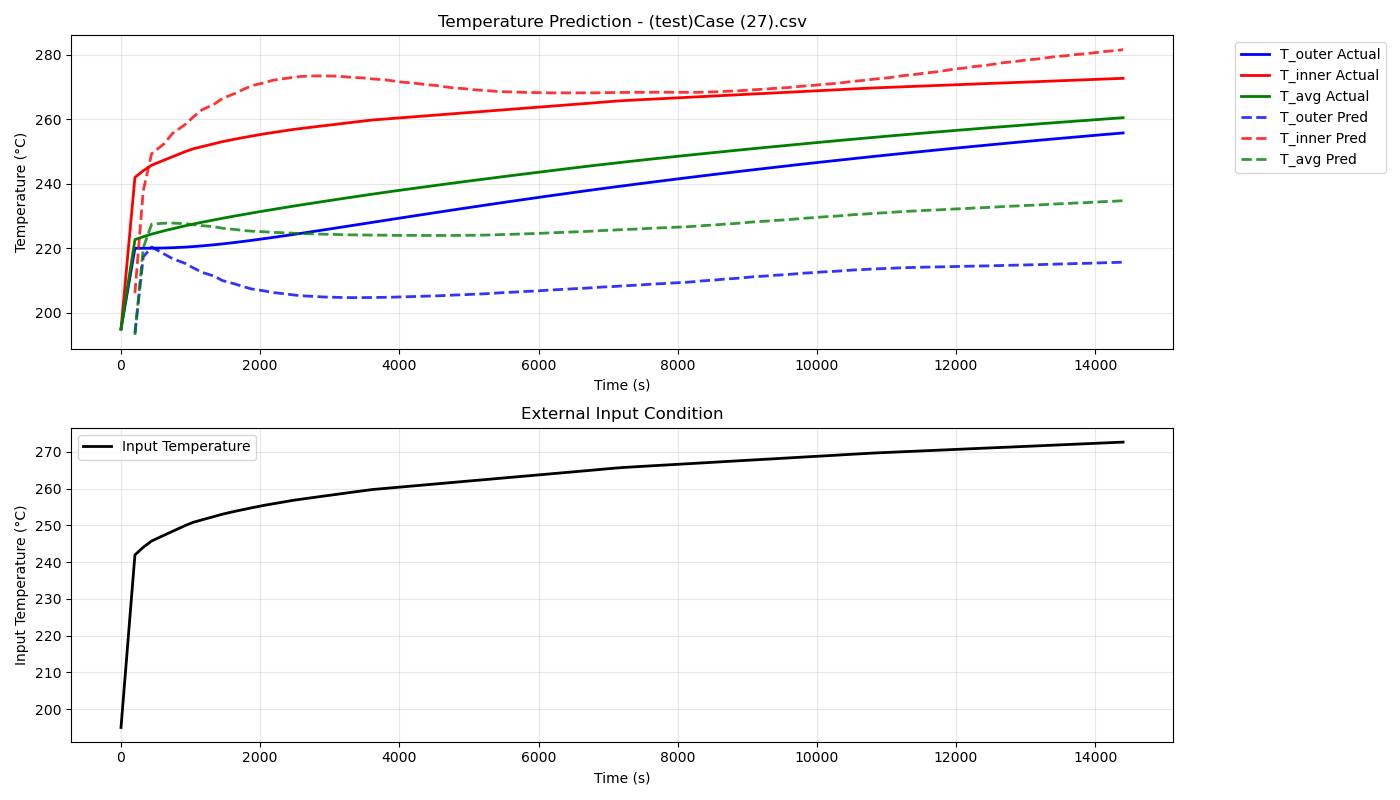 Temperature Prediction - (test)Case (27).csv
Temperature (°C)
280
260
240
220
200
0 2000 4000 6000 8000 10000 12000 14000
Time (s)
T_outer Actual
T_inner Actual
T_avg Actual
T_outer Pred
T_inner Pred
T_avg Pred
External Input Condition
Input Temperature
Input Temperature (°C)
270
260
250
240
230
220
210
200
0 2000 4000 6000 8000 10000 12000 14000
Time (s)